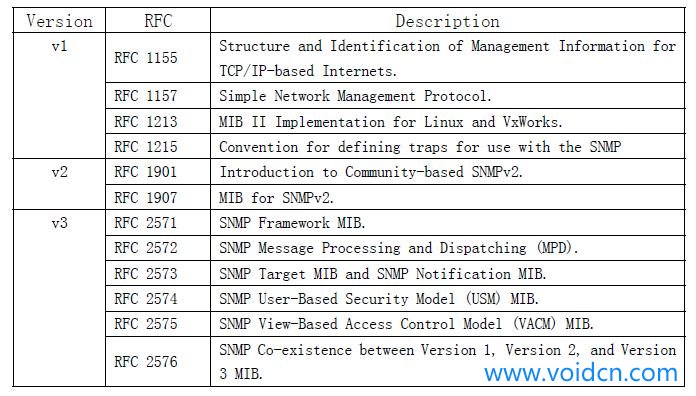 Version RFC Description
v1 RFC 1155 Structure and Identification of Management Information for
TCP/IP-based Internets.
RFC 1157 Simple Network Management Protocol.
RFC 1213 MIB II Implementation for Linux and VxWorks.
RFC 1215 Convention for defining traps for use with the SNMP
v2 RFC 1901 Introduction to Community-based SNMPv2.
RFC 1907 MIB for SNMPv2.
v3 RFC 2571 SNMP Framework MIB.
RFC 2572 SNMP Message Processing and Dispatching (MPD).
RFC 2573 SNMP Target MIB and SNMP Notification MIB.
RFC 2574 SNMP User-Based Security Model (USM) MIB.
RFC 2575 SNMP View-Based Access Control Model (VACM) MIB.
RFC 2576 SNMP Co-existence between Version 1, Version 2, and Version
3 MIB.
www.voidcn.com